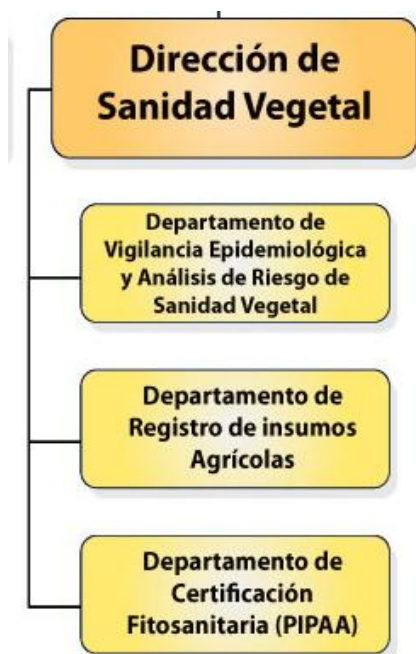 Dirección de
Sanidad Vegetal
Departamento de
Vigilancia Epidemiológica
y Análisis de Riesgo de
Sanidad Vegetal
Departamento de
Registro de insumos
Agrícolas
Departamento de
Certificación
Fitosanitaria (PIPAA)